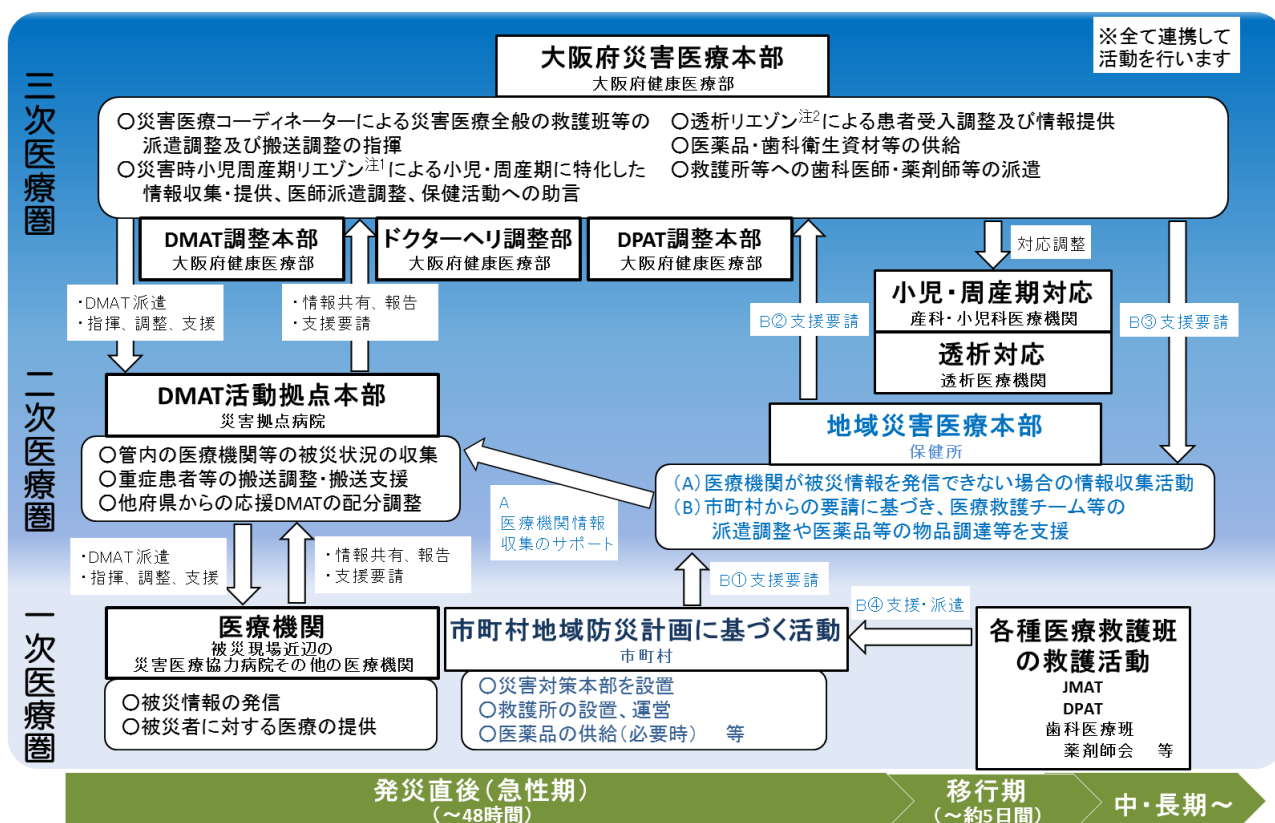 ※全て連携して
活動を行います
大阪府災害医療本部
大阪府健康医療部
三次医療圏
○災害医療コーディネーターによる災害医療全般の救護班等の
派遣調整及び搬送調整の指揮
○災害時小児周産期リエゾン注1による小児・周産期に特化した
情報収集・提供、医師派遣調整、保健活動への助言
○透析リエゾン注2による患者受入調整及び情報提供
○医薬品・歯科衛生資材等の供給
○救護所等への歯科医師・薬剤師等の派遣
DMAT調整本部
大阪府健康医療部
ドクターヘリ調整部
大阪府健康医療部
DPAT調整本部
大阪府健康医療部
対応調整
・DMAT派遣
・指揮、調整、支援
・情報共有、報告
・支援要請
B②支援要請
小児・周産期対応
産科・小児科医療機関
透析対応
透析医療機関
B③支援要請
二次医療圏
DMAT活動拠点本部
災害拠点病院
○管内の医療機関等の被災状況の収集
○重症患者等の搬送調整・搬送支援
○他府県からの応援DMATの配分調整
地域災害医療本部
保健所
(A)医療機関が被災情報を発信できない場合の情報収集活動
(B)市町村からの要請に基づき、医療救護チーム等の
派遣調整や医薬品等の物品調達等を支援
A
医療機関情報
収集のサポート
・DMAT派遣
・指揮、調整、支援
・情報共有、報告
・支援要請
B①支援要請
B④支援・派遣
一次医療圏
医療機関
被災現場近辺の
災害医療協力病院その他の医療機関
○被災情報の発信
○被災者に対する医療の提供
市町村地域防災計画に基づく活動
市町村
○災害対策本部を設置
○救護所の設置、運営
○医薬品の供給(必要時) 等
各種医療救護班
の救護活動
JMAT
DPAT
歯科医療班
薬剤師会 等
発災直後(急性期)
(~48時間)
移行期
(~約5日間)
中・長期~